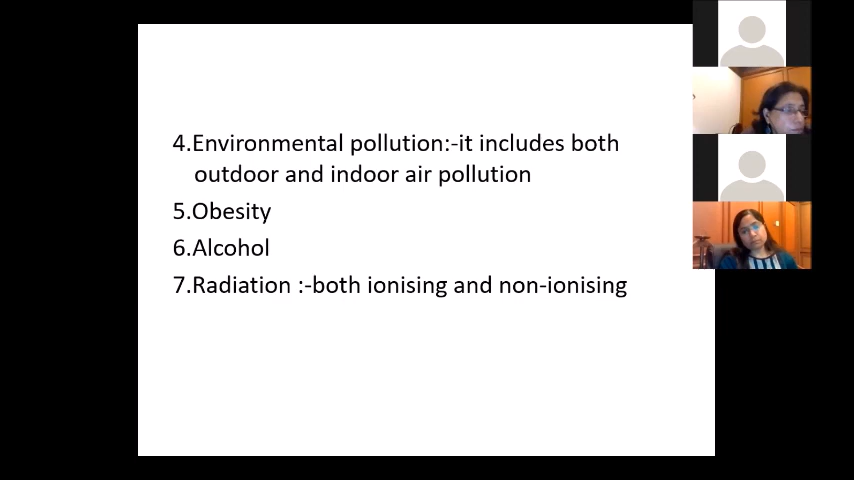 4.Environmental pollution:-it includes both
outdoor and indoor air pollution
5.Obesity
6.Alcohol
7.Radiation :-both ionising and non-ionising